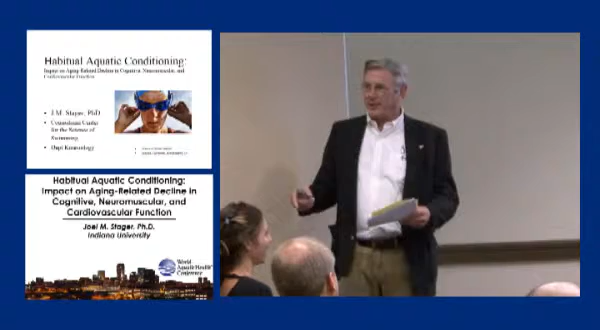 Habitual Aquatic Conditioning:
Impact on Aging-Related Decline in Cognitive, Neuromuscular, and
Cardiovascular Function
• J.M. Stager, PhD
• Counsilman Center
for the Science of
Swimming
• Dept Kinesiology
Habitual Aquatic Conditioning:
Impact on Aging-Related Decline in
Cognitive, Neuromuscular, and
Cardiovascular Function
Joel M. Stager, Ph.D.
Indiana University
World
Aquatic Health
Conference